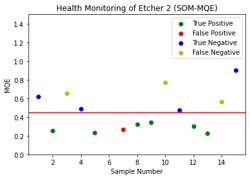 Health Monitoring of Etcher 2 (SOM-MQE)
1.4
1.2
1.0
0.8
0.6
0.4
0.2
0.0
MQE
True Positive
False Positive
True Negative
False Negative
2 4 6 8 10 12 14
Sample Number